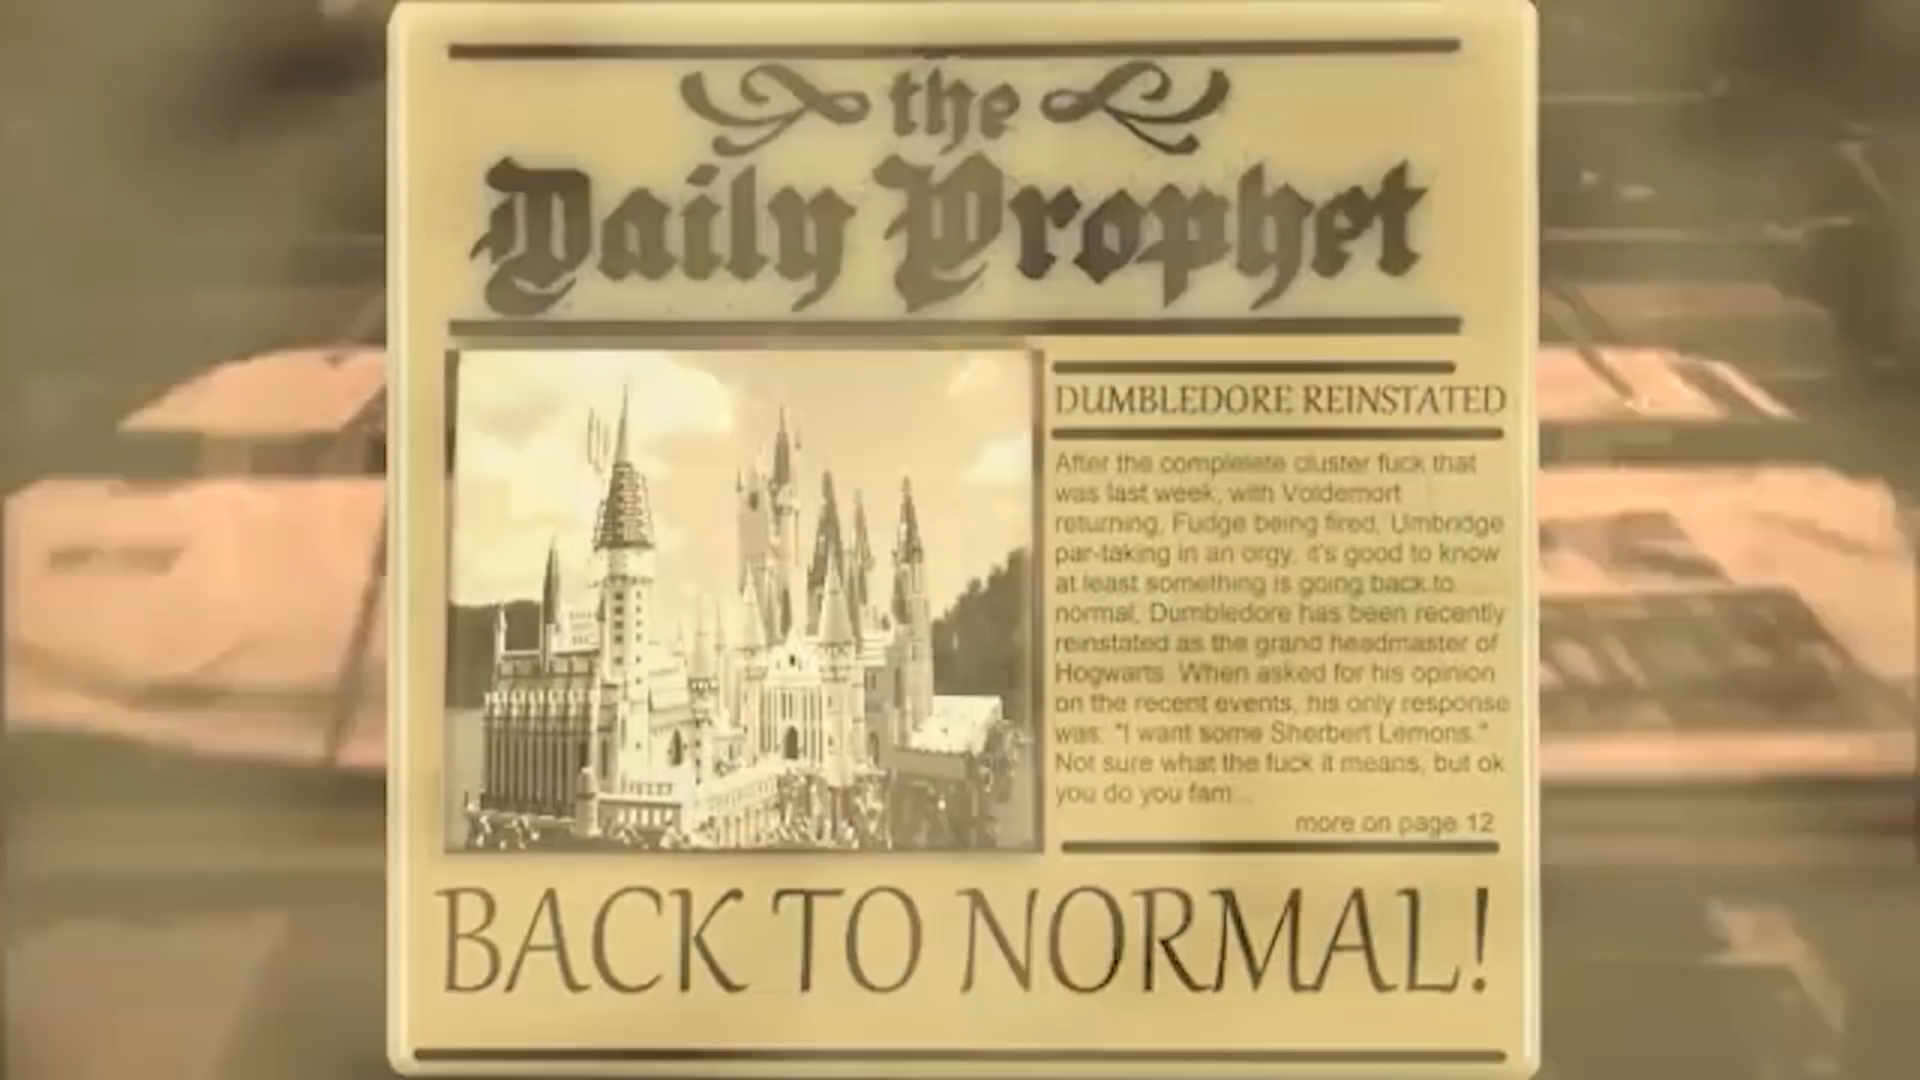 the
Daily Prophet
DUMBLEDORE REINSTATED
After the complelete cluster fuck that
was last week, with Voldemort
returning, Fudge being fired, Umbridge
par-taking in an orgy, it's good to know
at least something is going back to
normal, Dumbledore has been recently
reinstated as the grand headmaster of
Hogwarts. When asked for his opinion
on the recent events, his only response
was: "I want some Sherbert Lemons."
Not sure what the fuck it means, but ok
you do you fam...
more on page 12
BACK TO NORMAL!